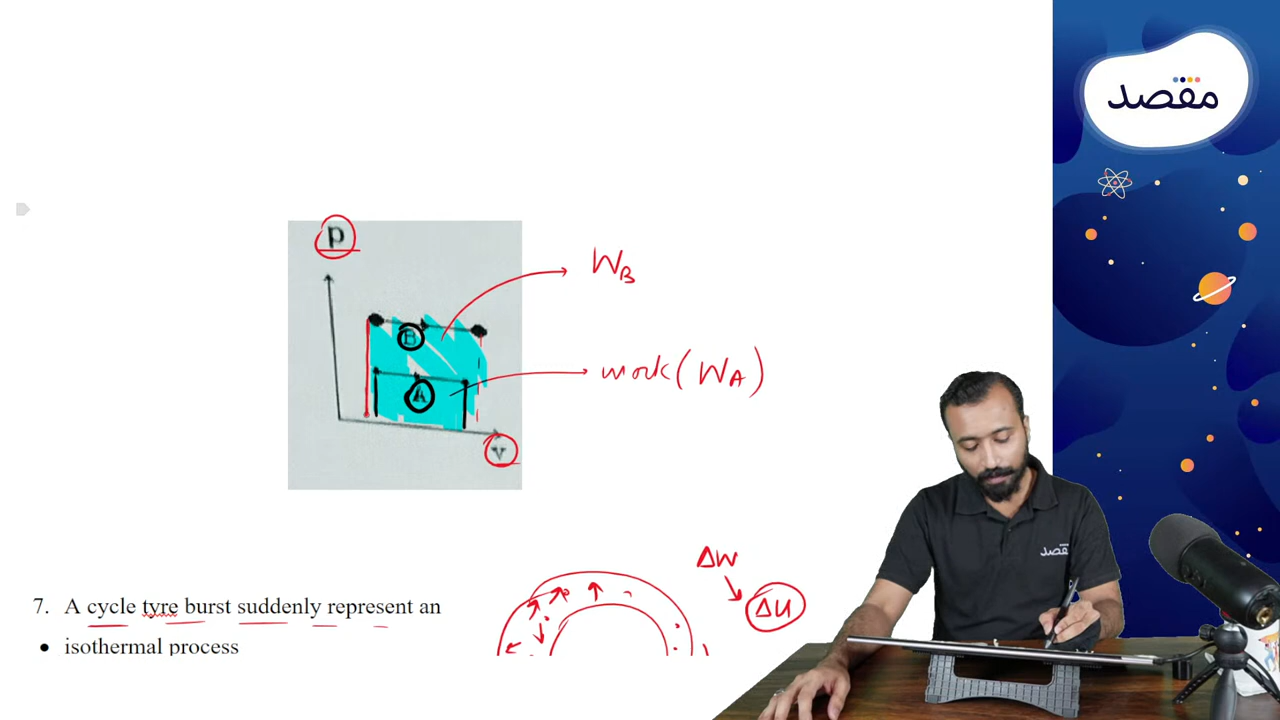 مقصد
P
W_B
B
work (W_A)
A
v
ΔW
ΔU
7. A cycle tyre burst suddenly represent an
• isothermal process
مقصد